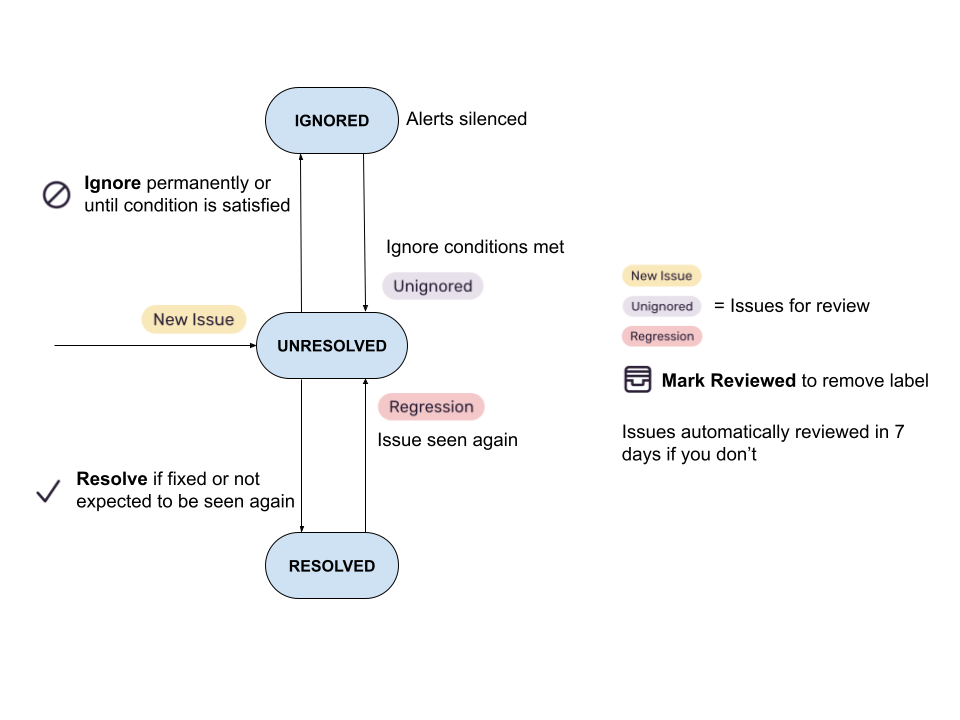 IGNORED
Alerts silenced
Ignore permanently or
until condition is satisfied
Ignore conditions met
Unignored
New Issue
UNRESOLVED
Regression
Issue seen again
Resolve if fixed or not
expected to be seen again
RESOLVED
New Issue
Unignored
= Issues for review
Regression
Mark Reviewed to remove label
Issues automatically reviewed in 7
days if you don’t